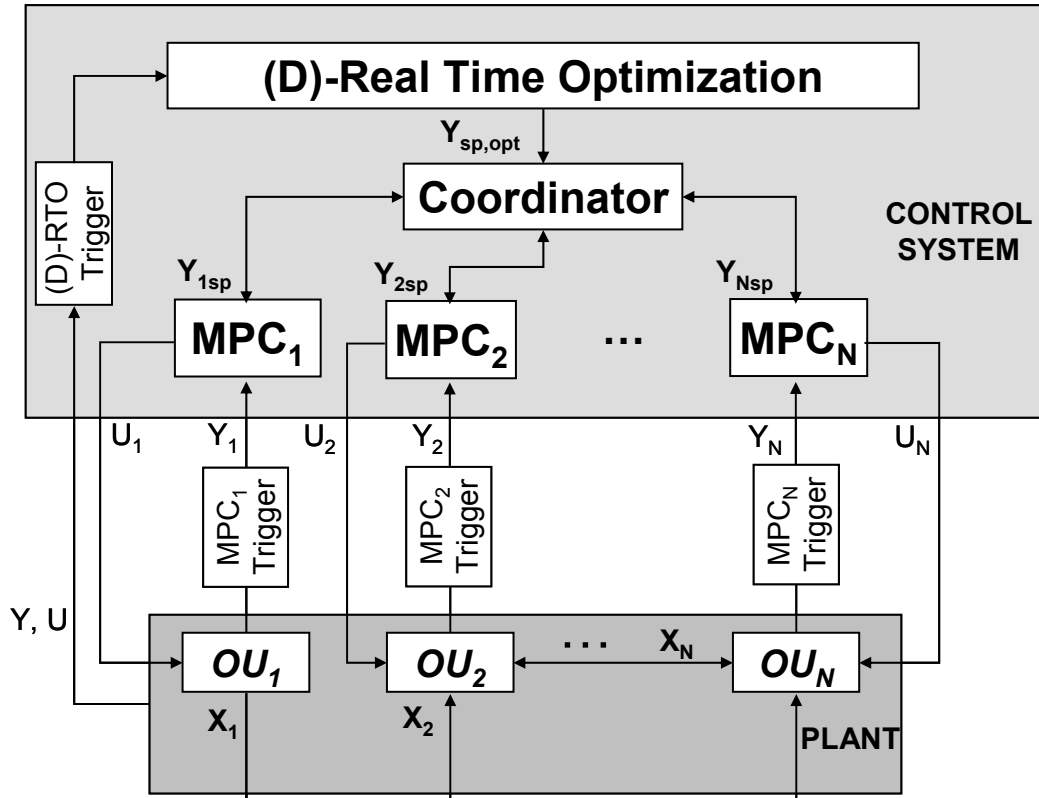 (D)-Real Time Optimization
Y_sp,opt
Coordinator
(D)-RTO
Trigger
CONTROL
SYSTEM
Y_1sp
Y_2sp
Y_Nsp
MPC_1
MPC_2
...
MPC_N
U_1
Y_1
U_2
Y_2
Y_N
U_N
MPC_1
Trigger
MPC_2
Trigger
MPC_N
Trigger
Y, U
OU_1
OU_2
...
X_N
OU_N
X_1
X_2
PLANT